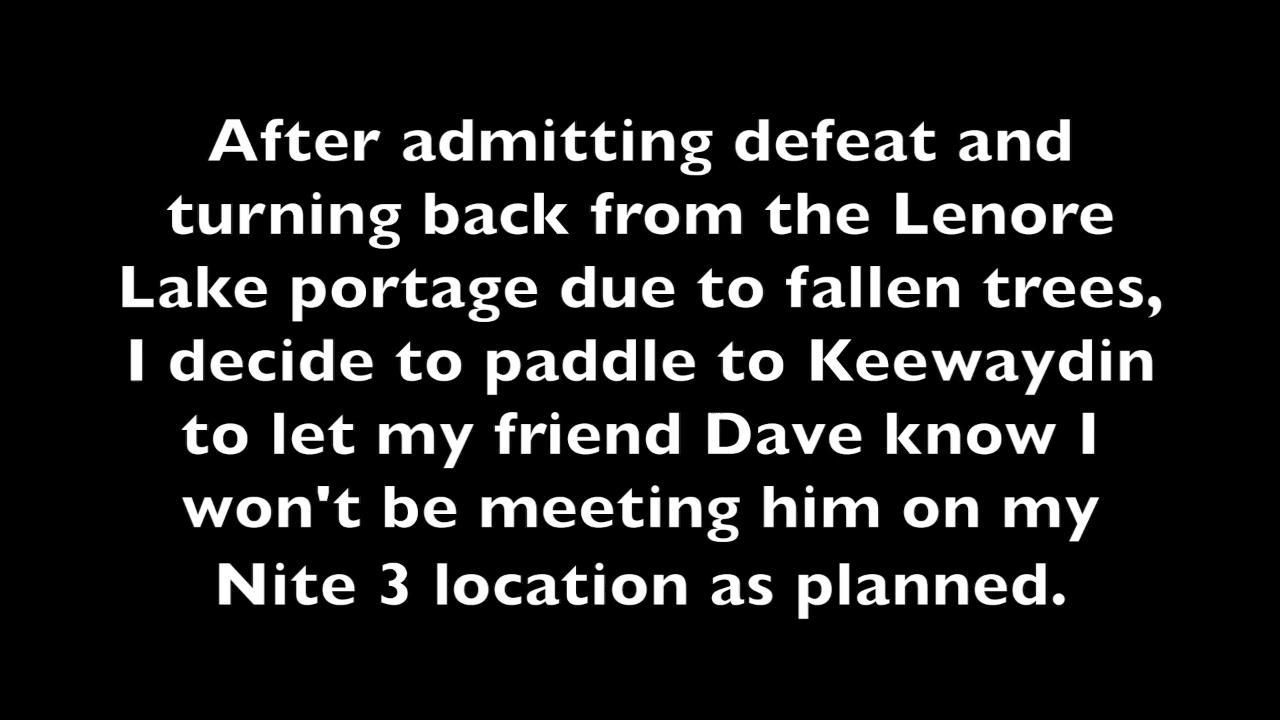 After admitting defeat and
turning back from the Lenore
Lake portage due to fallen trees,
I decide to paddle to Keewaydin
to let my friend Dave know I
won't be meeting him on my
Nite 3 location as planned.